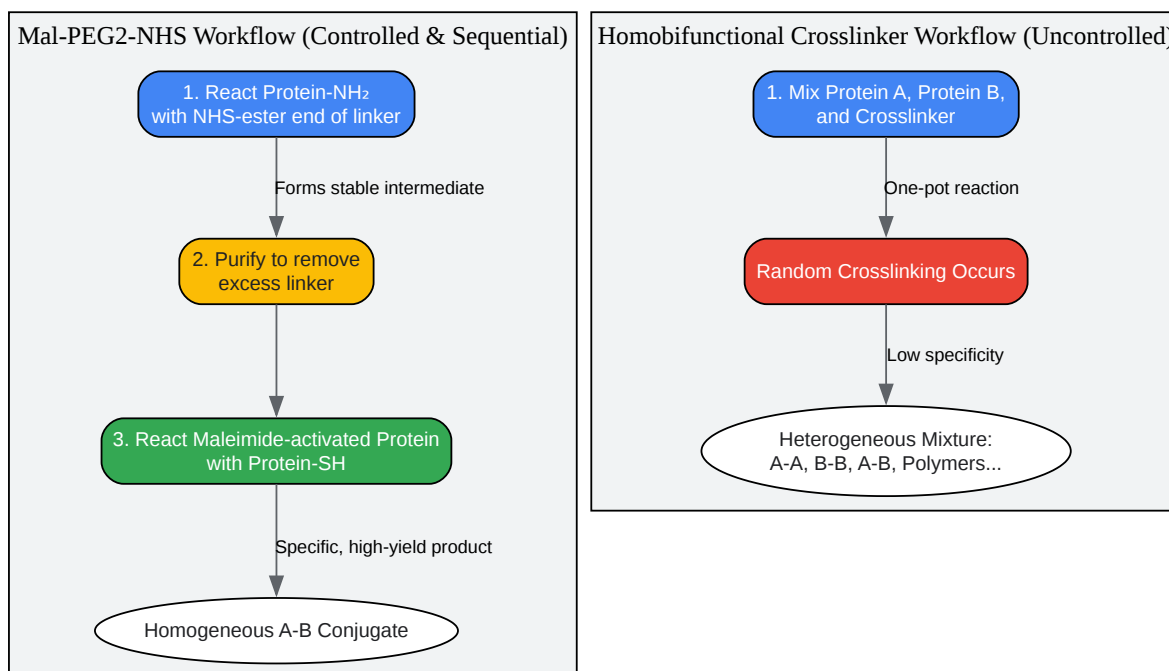 Mal-PEG2-NHS Workflow (Controlled & Sequential)
1. React Protein-NH₂
with NHS-ester end of linker
Forms stable intermediate
2. Purify to remove
excess linker
3. React Maleimide-activated Protein
with Protein-SH
Specific, high-yield product
Homogeneous A-B Conjugate
Homobifunctional Crosslinker Workflow (Uncontrolled)
1. Mix Protein A, Protein B,
and Crosslinker
One-pot reaction
Random Crosslinking Occurs
Low specificity
Heterogeneous Mixture:
A-A, B-B, A-B, Polymers...